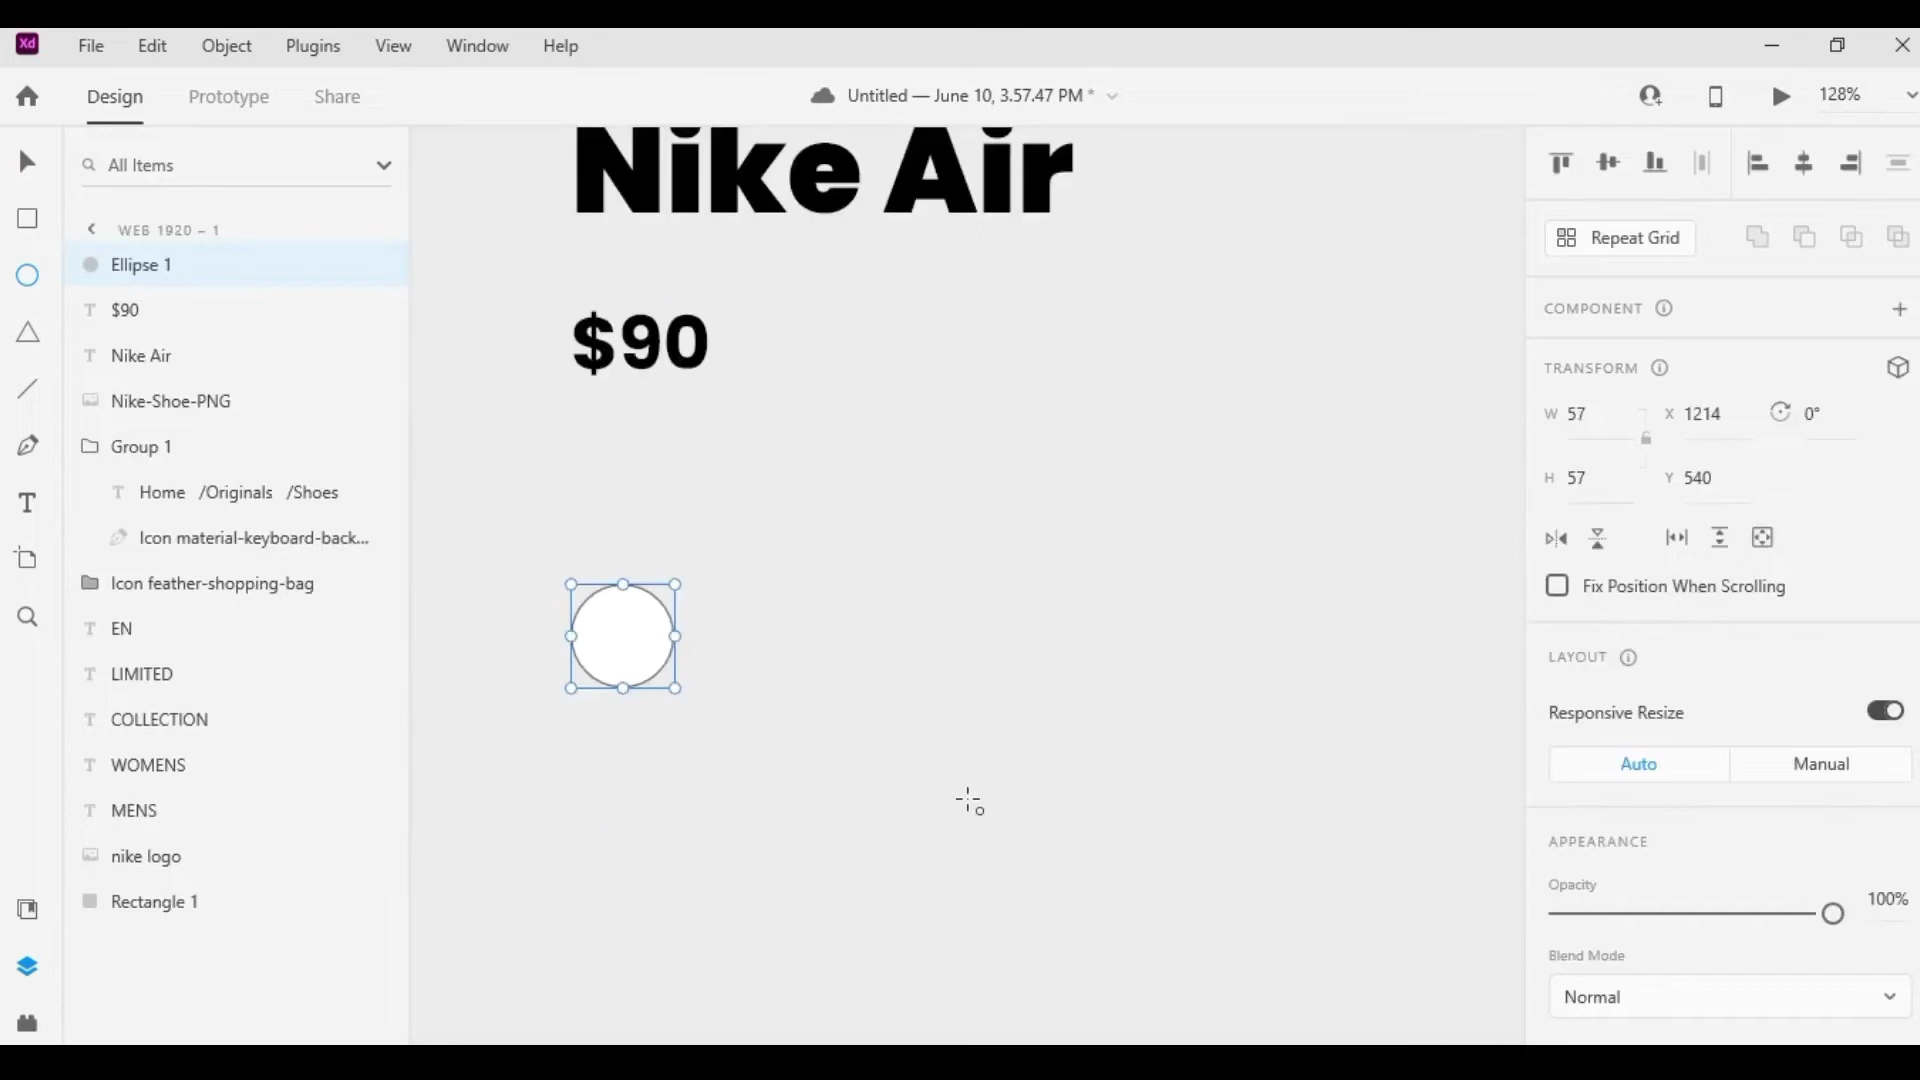 Xd File Edit Object Plugins View Window Help
Design Prototype Share Untitled — June 10, 3.57.47 PM * 128%
All Items
WEB 1920 – 1
Ellipse 1
$90
Nike Air
Nike-Shoe-PNG
Group 1
Home /Originals /Shoes
Icon material-keyboard-back...
Icon feather-shopping-bag
EN
LIMITED
COLLECTION
WOMENS
MENS
nike logo
Rectangle 1
Nike Air
$90
Repeat Grid
COMPONENT
TRANSFORM
W 57 X 1214 0°
H 57 Y 540
Fix Position When Scrolling
LAYOUT
Responsive Resize
Auto Manual
APPEARANCE
Opacity
100%
Blend Mode
Normal